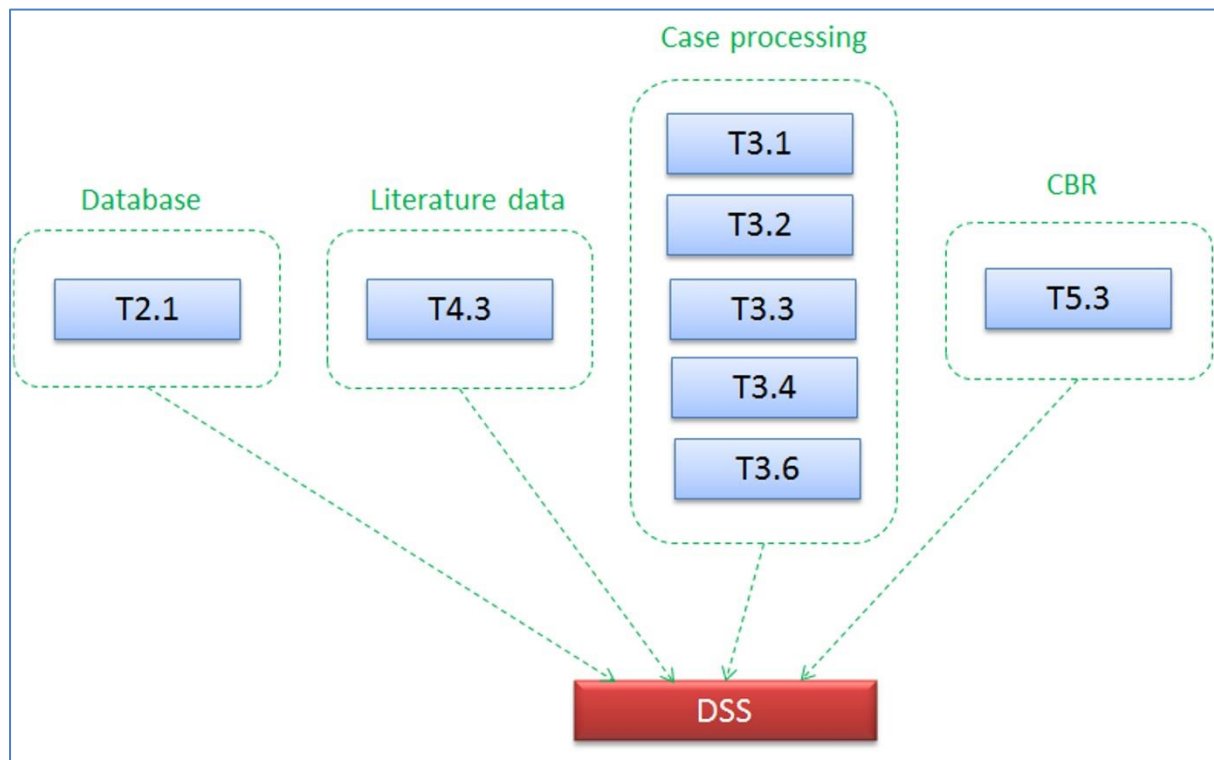 Case processing
T3.1
T3.2
T3.3
T3.4
T3.6
Database
T2.1
Literature data
T4.3
CBR
T5.3
DSS